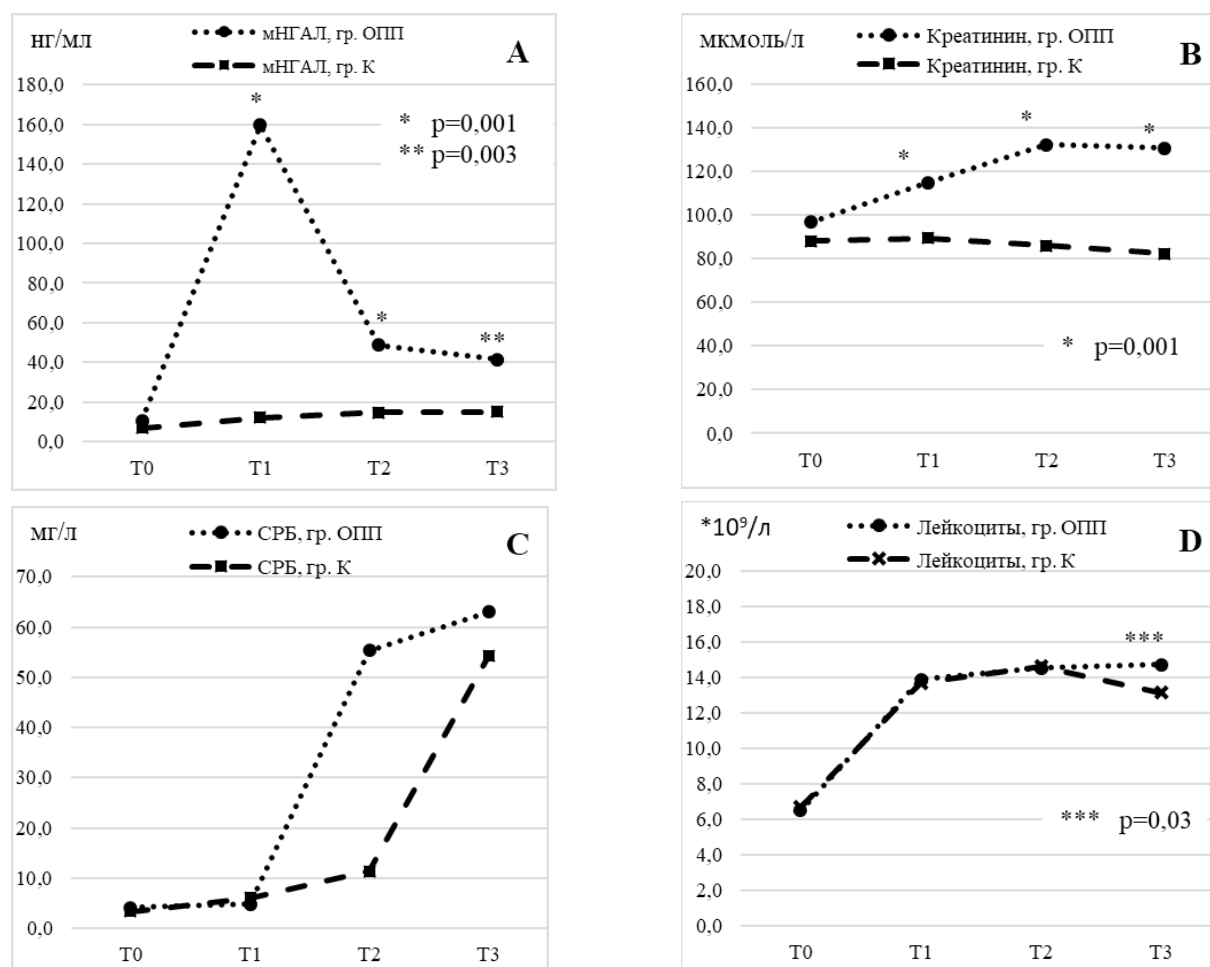 нг/мл
мНГАЛ, гр. ОПП
мНГАЛ, гр. К
A
180,0
160,0
140,0
120,0
100,0
80,0
60,0
40,0
20,0
0,0
*
*
**
* p=0,001
** p=0,003
T0 T1 T2 T3
мкмоль/л
Креатинин, гр. ОПП
Креатинин, гр. К
B
160,0
140,0
120,0
100,0
80,0
60,0
40,0
20,0
0,0
*
*
*
* p=0,001
T0 T1 T2 T3
мг/л
СРБ, гр. ОПП
СРБ, гр. К
C
70,0
60,0
50,0
40,0
30,0
20,0
10,0
0,0
T0 T1 T2 T3
*10⁹/л
Лейкоциты, гр. ОПП
Лейкоциты, гр. К
D
20,0
18,0
16,0
14,0
12,0
10,0
8,0
6,0
4,0
2,0
0,0
***
*** p=0,03
T0 T1 T2 T3